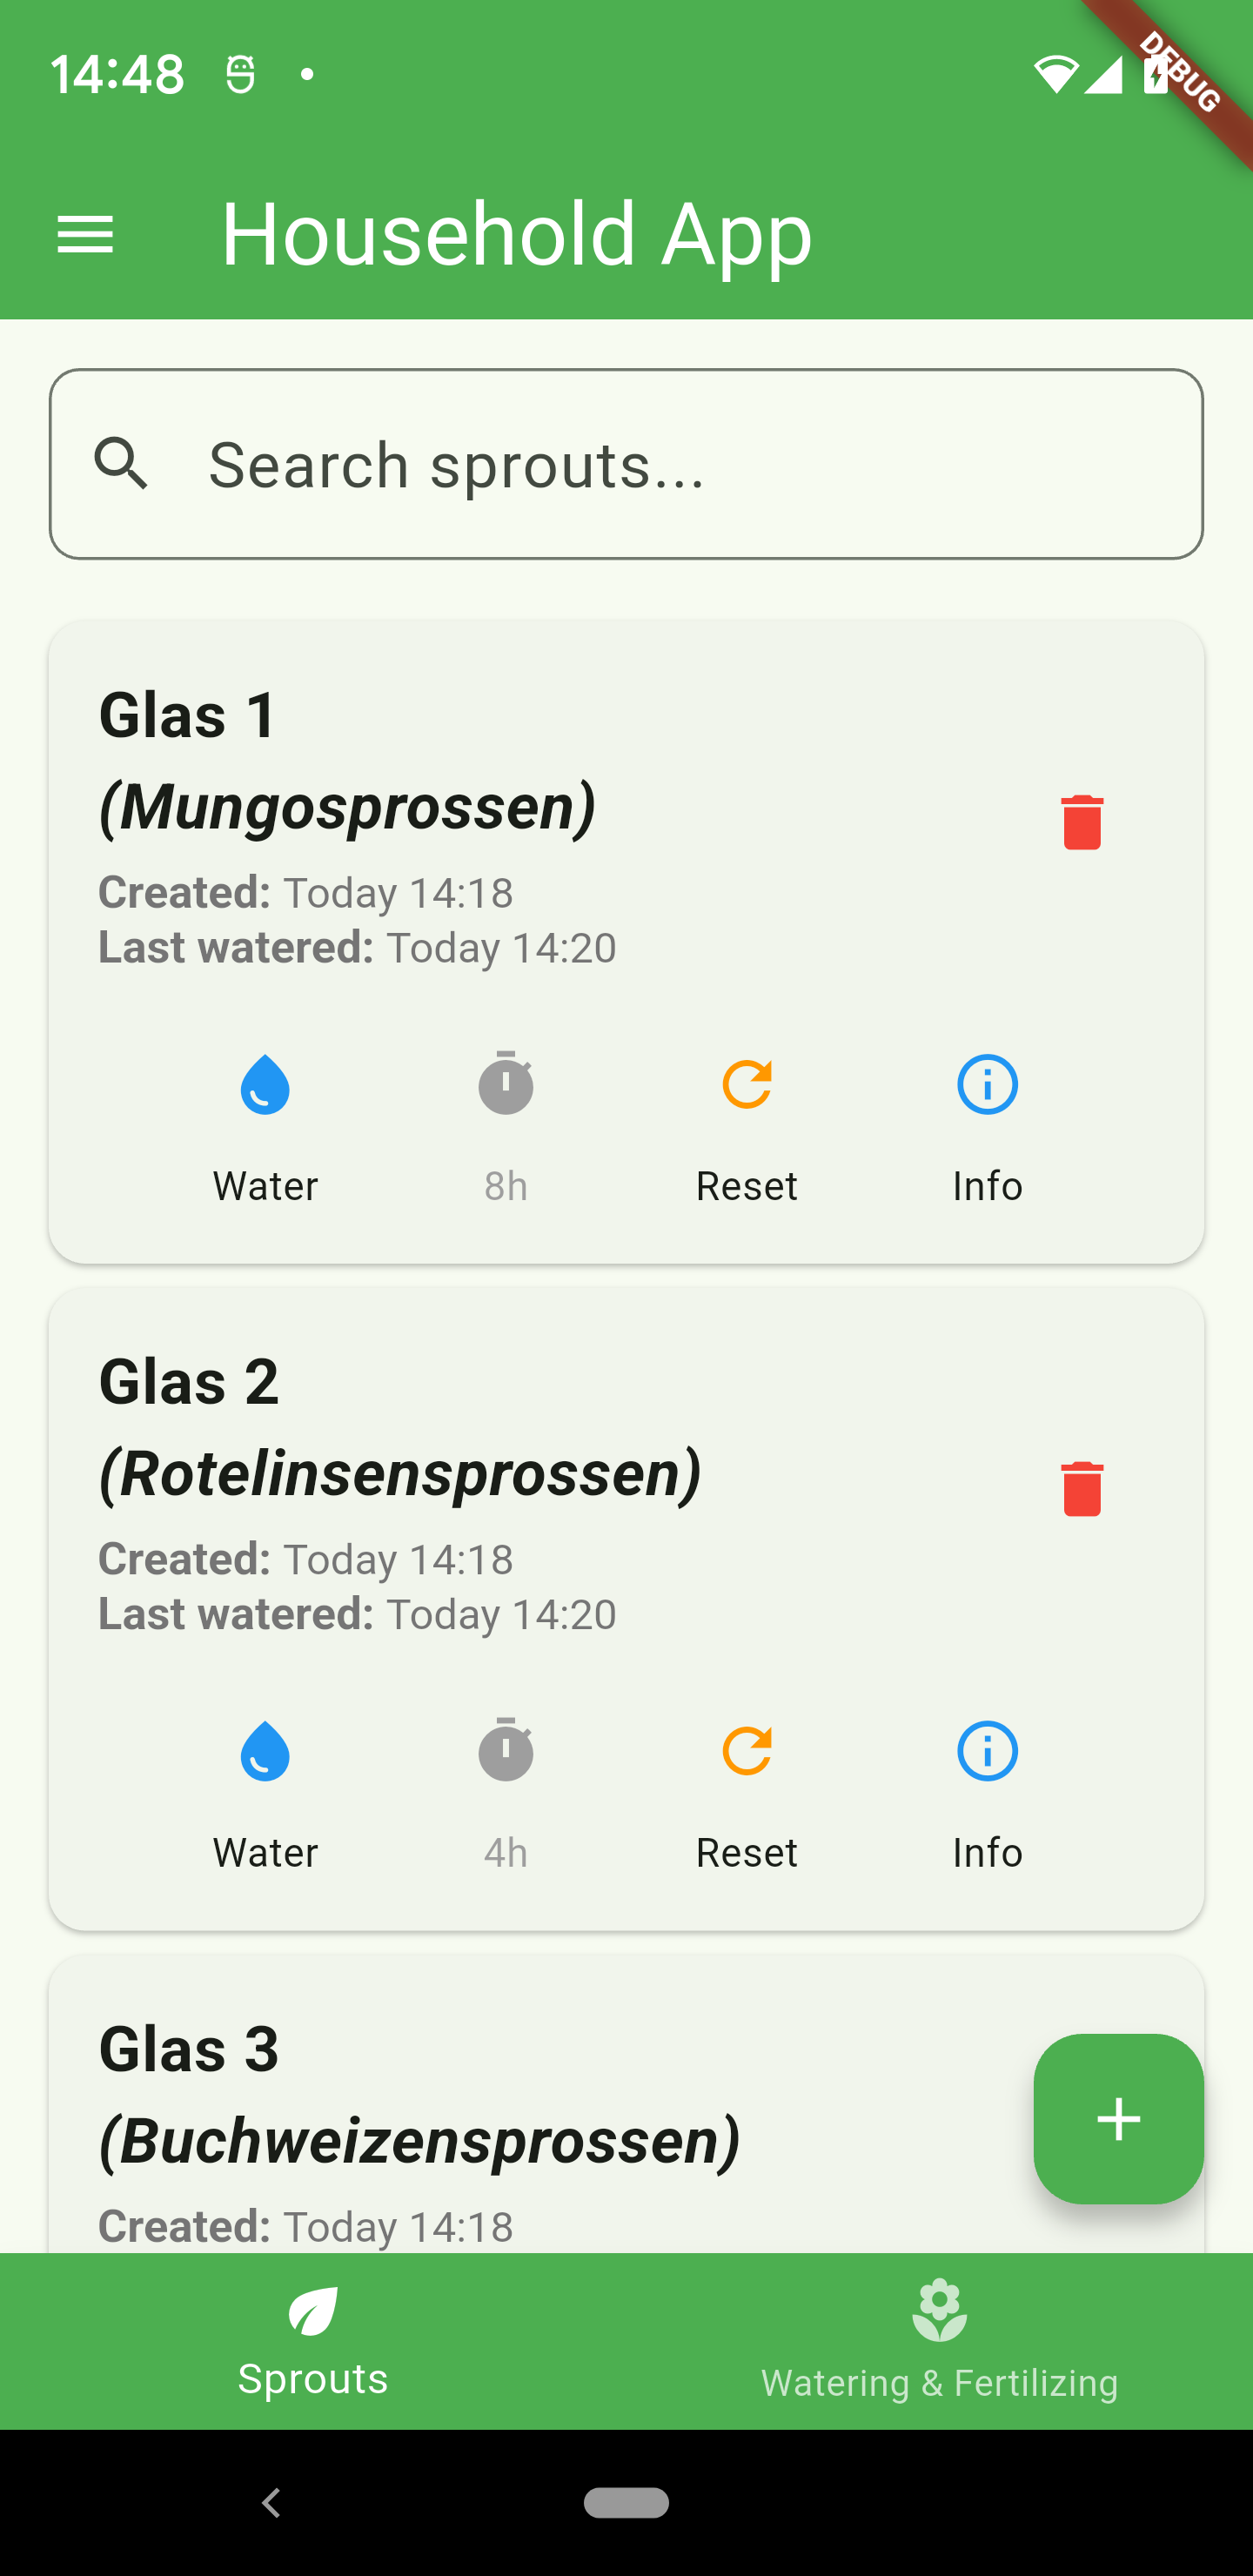 14:48
DEBUG
Household App
Search sprouts...
Glas 1
(Mungosprossen)
Created: Today 14:18
Last watered: Today 14:20
Water 8h Reset Info
Glas 2
(Rotelinsensprossen)
Created: Today 14:18
Last watered: Today 14:20
Water 4h Reset Info
Glas 3
(Buchweizensprossen)
Created: Today 14:18
Sprouts Watering & Fertilizing